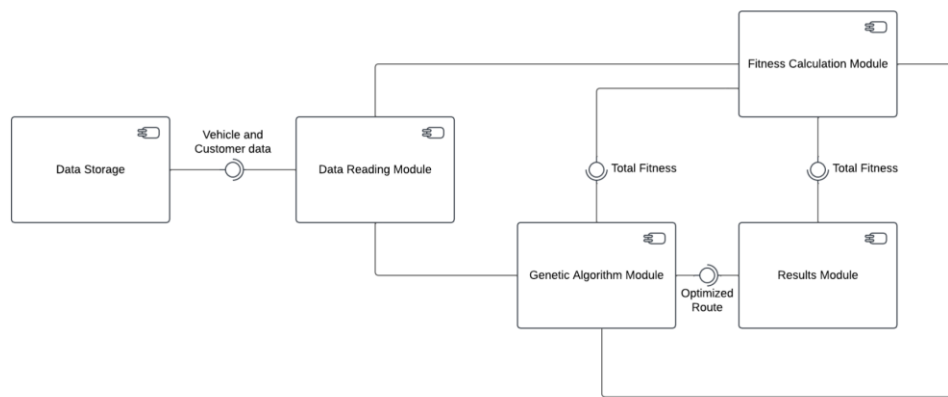 Fitness Calculation Module
Vehicle and
Customer data
Data Storage
Data Reading Module
Total Fitness
Total Fitness
Genetic Algorithm Module
Optimized
Route
Results Module